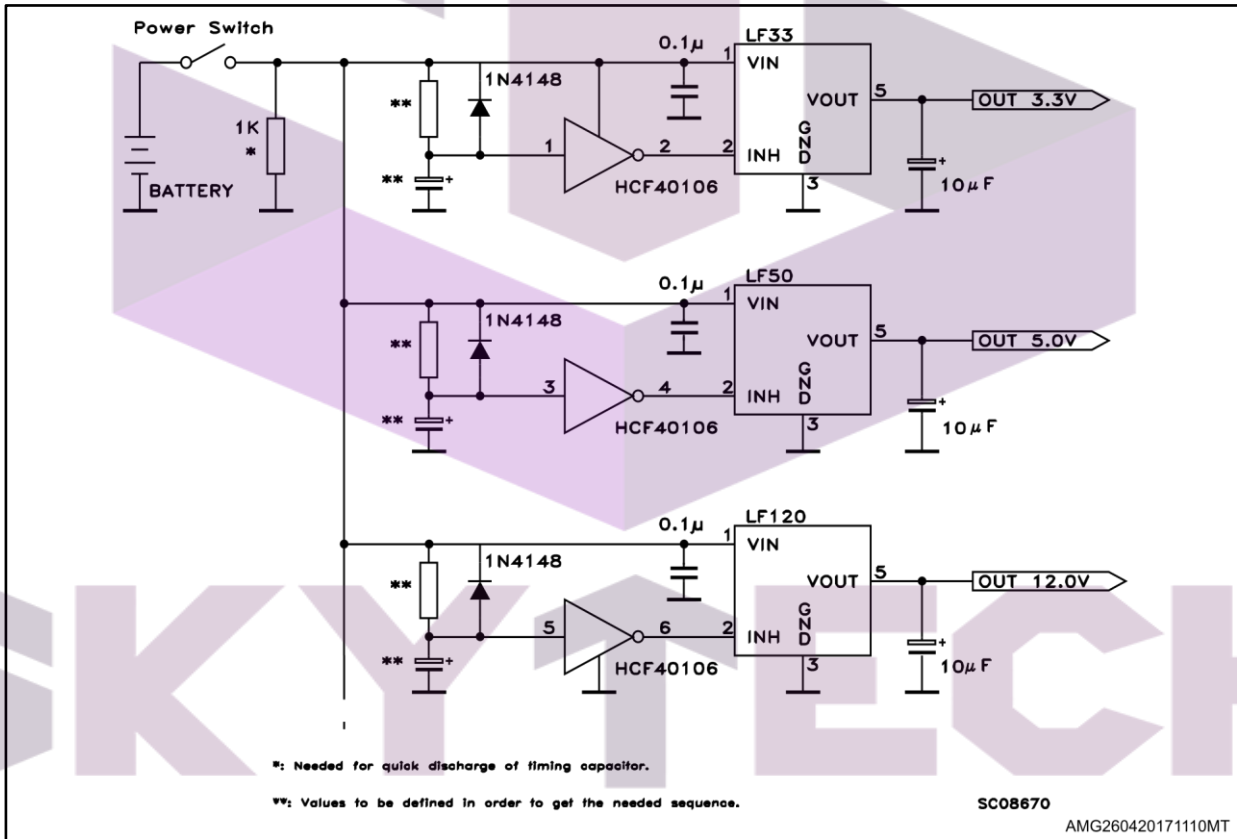 Power Switch
BATTERY
1K
*
**
**
1N4148
1
2
HCF40106
0.1μ
LF33
1
VIN
VOUT
5
2
INH
GND
3
OUT 3.3V
+
+
10μF
**
**
1N4148
3
4
HCF40106
0.1μ
LF50
1
VIN
VOUT
5
2
INH
GND
3
OUT 5.0V
+
+
10μF
**
**
1N4148
5
6
HCF40106
0.1μ
LF120
1
VIN
VOUT
5
2
INH
GND
3
OUT 12.0V
+
+
10μF
SKYTECH
*: Needed for quick discharge of timing capacitor.
**: Values to be defined in order to get the needed sequence.
SC08670
AMG260420171110MT